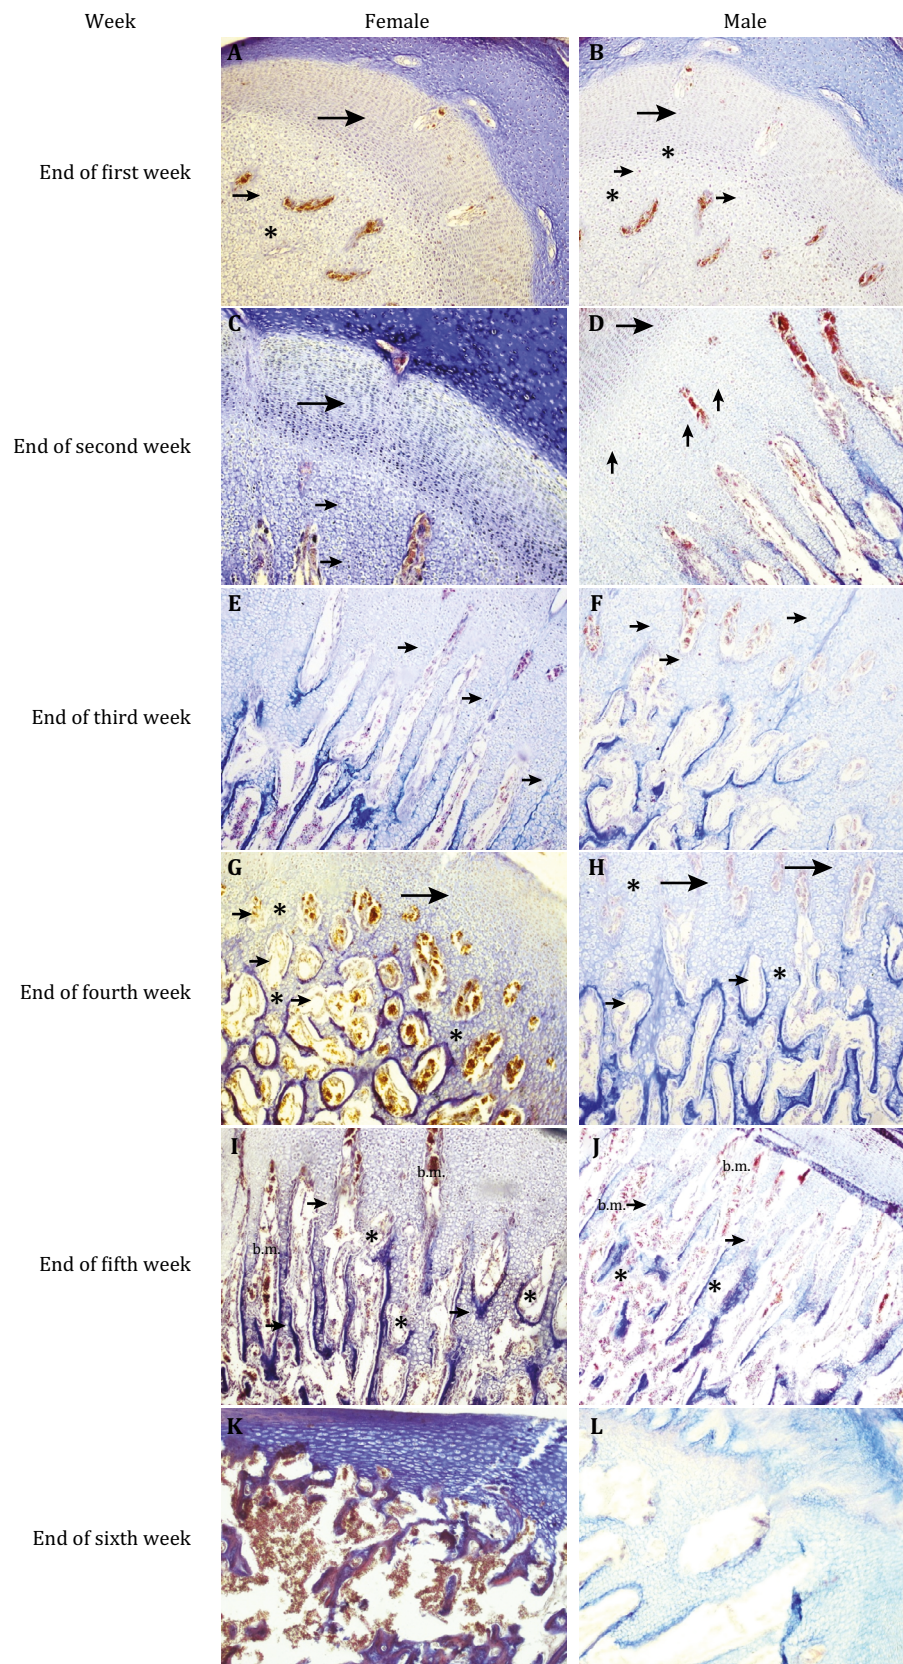 Week Female Male
A B
End of first week
* * *
C D
End of second week
E F
End of third week
G H
* * * * *
End of fourth week
I J
b.m. b.m.
b.m. b.m.
* * * * *
End of fifth week
K L
End of sixth week